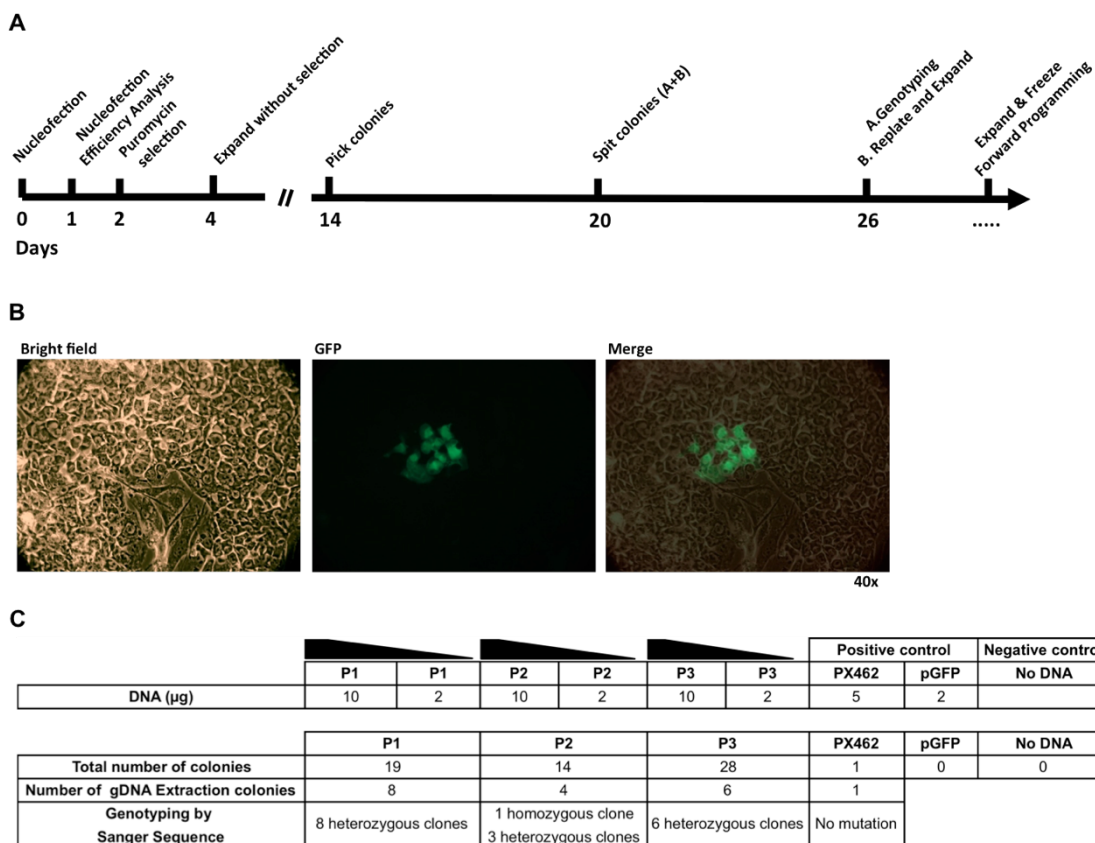 A
Nucleofection
Nucleofection
Efficiency Analysis
Puromycin
selection
Expand without selection
Pick colonies
Spit colonies (A+B)
A.Genotyping
B. Replate and Expand
Expand & Freeze
Forward Programming
0 1 2 4 14 20 26 .....
Days
B
Bright field GFP Merge
40x
C
Positive control Negative contro
P1 P1 P2 P2 P3 P3 PX462 pGFP No DNA
DNA (µg) 10 2 10 2 10 2 5 2
P1 P2 P3 PX462 pGFP No DNA
Total number of colonies 19 14 28 1 0 0
Number of gDNA Extraction colonies 8 4 6 1
Genotyping by
Sanger Sequence
8 heterozygous clones
1 homozygous clone
3 heterozygous clones
6 heterozygous clones
No mutation